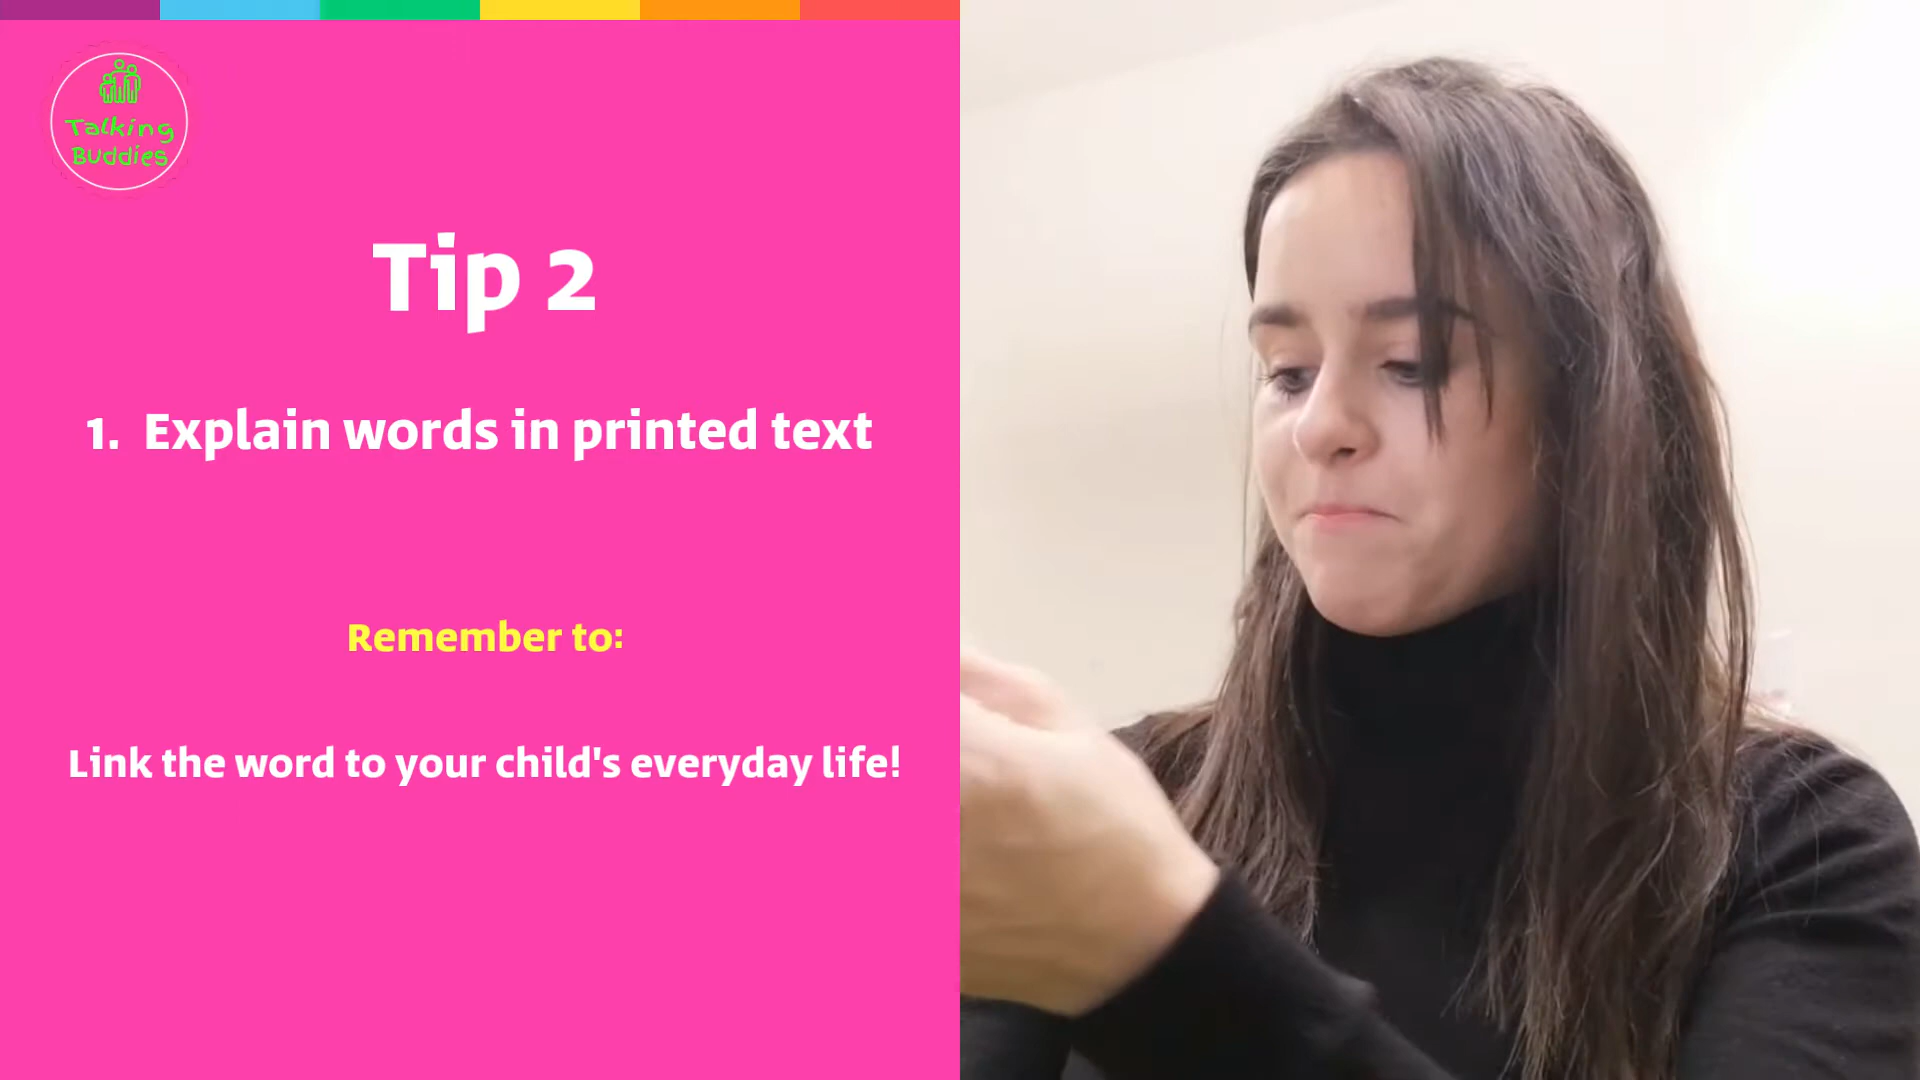 Talking
Buddies
Tip 2
1. Explain words in printed text
Remember to:
Link the word to your child's everyday life!